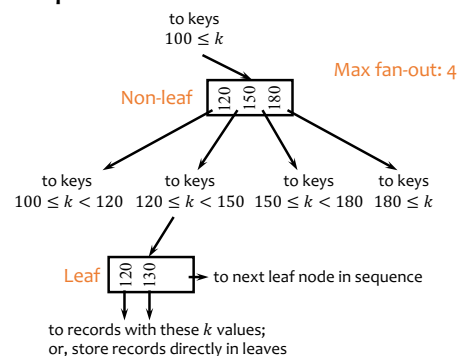 to keys
100 ≤ k
Max fan-out: 4
Non-leaf
120 150 180
to keys to keys to keys to keys
100 ≤ k < 120 120 ≤ k < 150 150 ≤ k < 180 180 ≤ k
Leaf
120 130
to next leaf node in sequence
to records with these k values;
or, store records directly in leaves